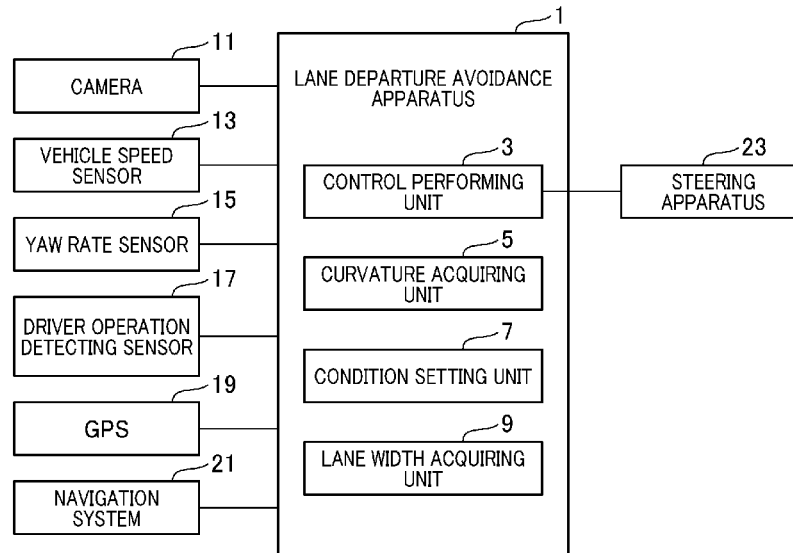 1
LANE DEPARTURE AVOIDANCE
APPARATUS
11
CAMERA
13
VEHICLE SPEED
SENSOR
15
YAW RATE SENSOR
17
DRIVER OPERATION
DETECTING SENSOR
19
GPS
21
NAVIGATION
SYSTEM
3
CONTROL PERFORMING
UNIT
5
CURVATURE ACQUIRING
UNIT
7
CONDITION SETTING UNIT
9
LANE WIDTH ACQUIRING
UNIT
23
STEERING
APPARATUS